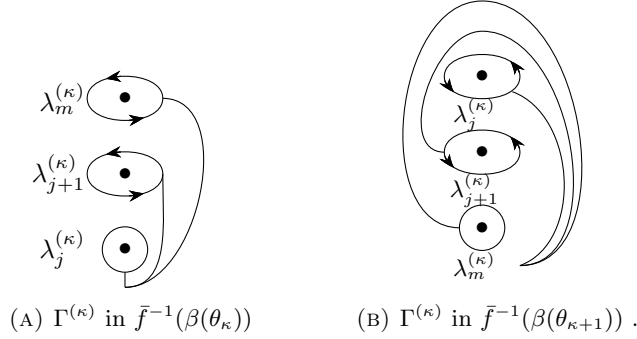 λ_m^{(κ)}
λ_{j+1}^{(κ)}
λ_j^{(κ)}
(A) Γ^{(κ)} in f̄^{-1}(β(θ_κ))
λ_j^{(κ)}
λ_{j+1}^{(κ)}
λ_m^{(κ)}
(B) Γ^{(κ)} in f̄^{-1}(β(θ_{κ+1})) .